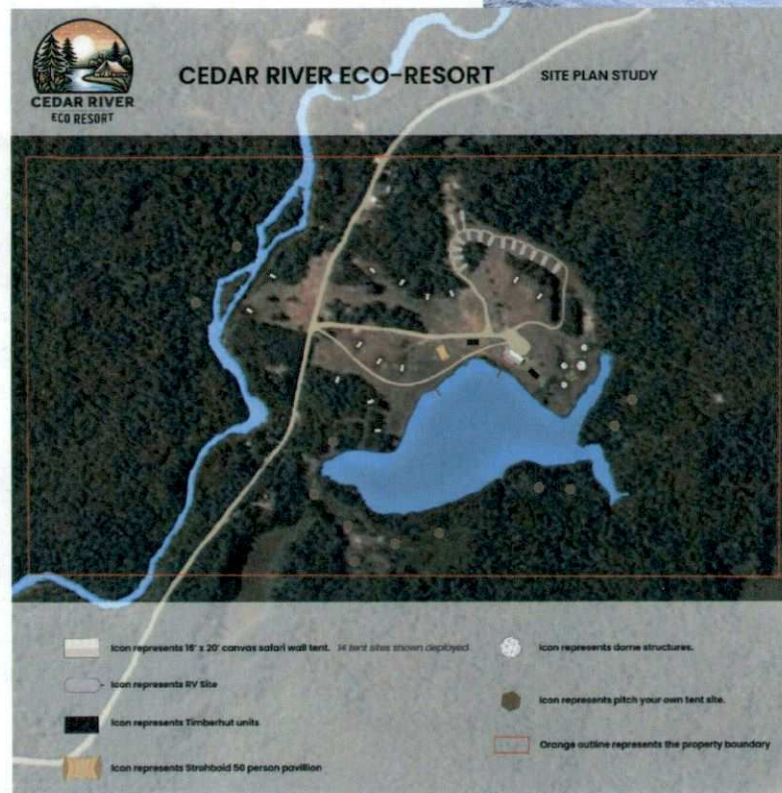 CEDAR RIVER
ECO RESORT
CEDAR RIVER ECO-RESORT
SITE PLAN STUDY
Icon represents 16' x 20' canvas safari wall tent. 14 tent sites shown deployed.
Icon represents RV Site
Icon represents Timberhut units
Icon represents Strohboid 50 person pavillion
Icon represents dome structures.
Icon represents pitch your own tent site.
Orange outline represents the property boundary